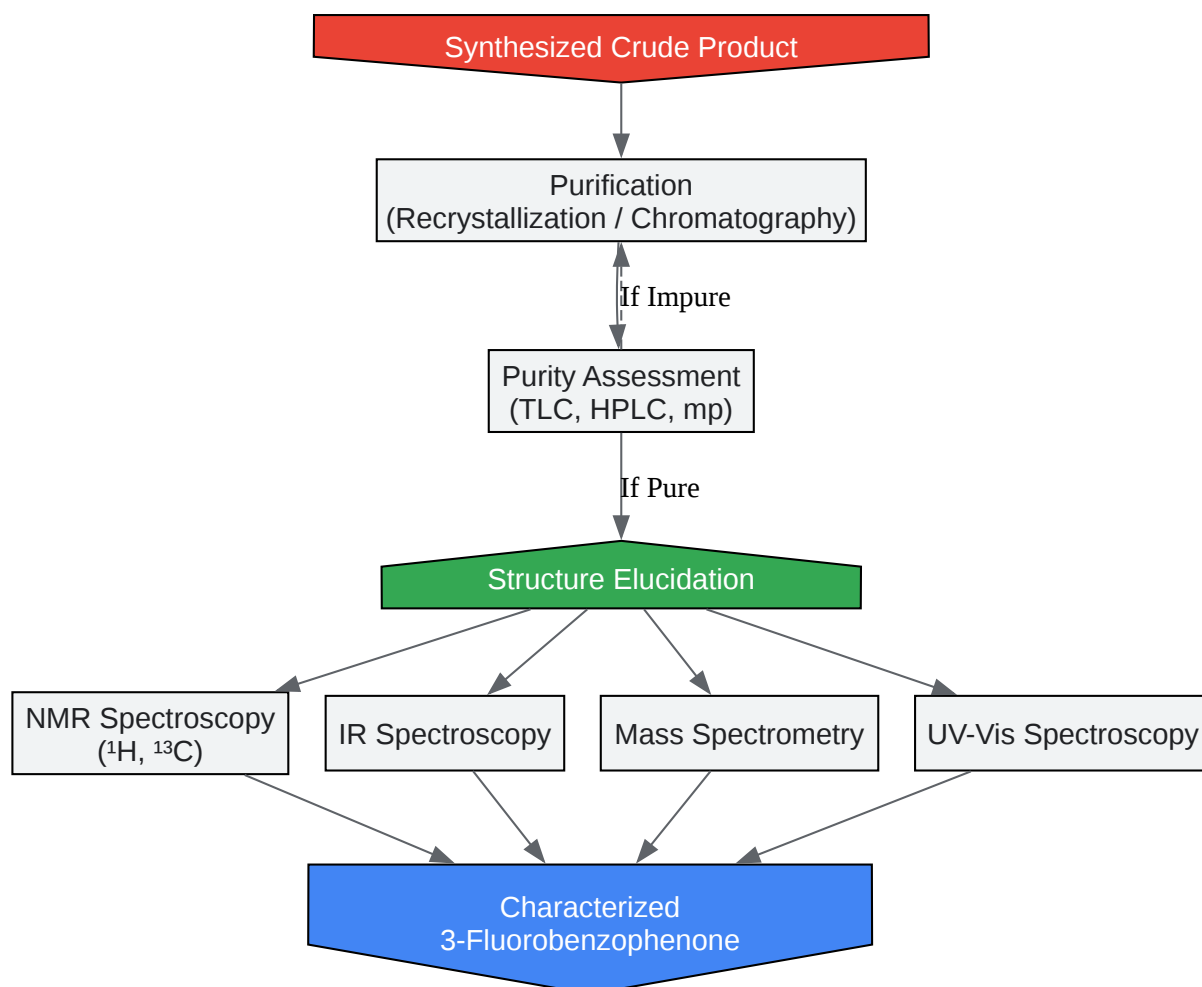 Synthesized Crude Product
Purification
(Recrystallization / Chromatography)
If Impure
Purity Assessment
(TLC, HPLC, mp)
If Pure
Structure Elucidation
NMR Spectroscopy
(¹H, ¹³C)
IR Spectroscopy
Mass Spectrometry
UV-Vis Spectroscopy
Characterized
3-Fluorobenzophenone